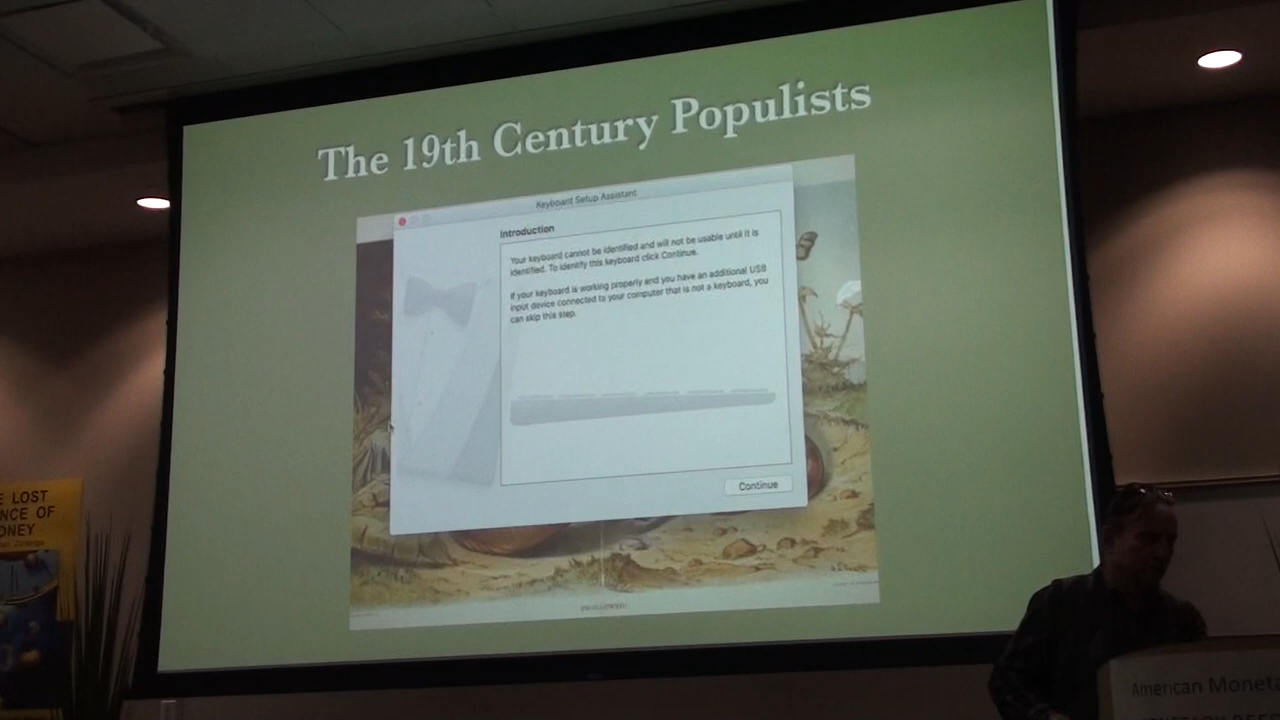 The 19th Century Populists
Keyboard Setup Assistant
Introduction
Your keyboard cannot be identified and will not be usable until it is
identified. To identify this keyboard click Continue.
If your keyboard is working properly and you have an additional USB
input device connected to your computer that is not a keyboard, you
can skip this step.
Continue
E LOST
NCE OF
ONEY
American Moneta